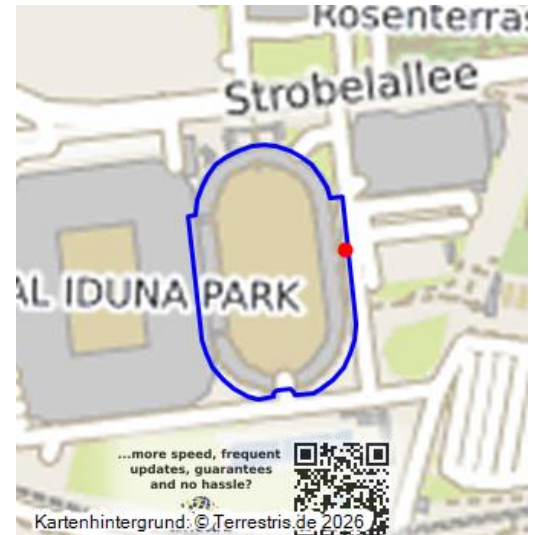 Rosenterras
Strobelallee
AL IDUNA PARK
...more speed, frequent
updates, guarantees
and no hassle?
Kartenhintergrund: © Terrestris.de 2026